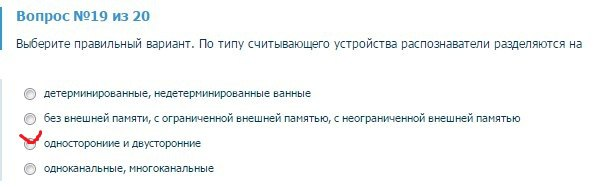 Вопрос №19 из 20
Выберите правильный вариант. По типу считывающего устройства распознаватели разделяются на
детерминированные, недетерминированные ванные
без внешней памяти, с ограниченной внешней памятью, с неограниченной внешней памятью
односторониие и двусторонние
одноканальные, многоканальные